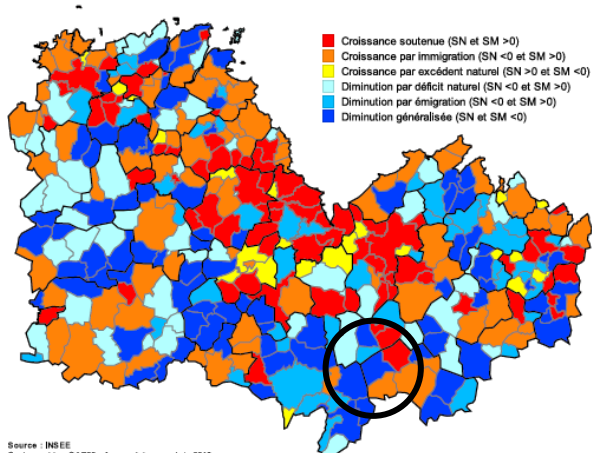 Croissance soutenue (SN et SM >0)
Croissance par immigration (SN <0 et SM >0)
Croissance par excédent naturel (SN >0 et SM <0)
Diminution par déficit naturel (SN <0 et SM >0)
Diminution par émigration (SN <0 et SM >0)
Diminution généralisée (SN et SM <0)
Source : INSEE